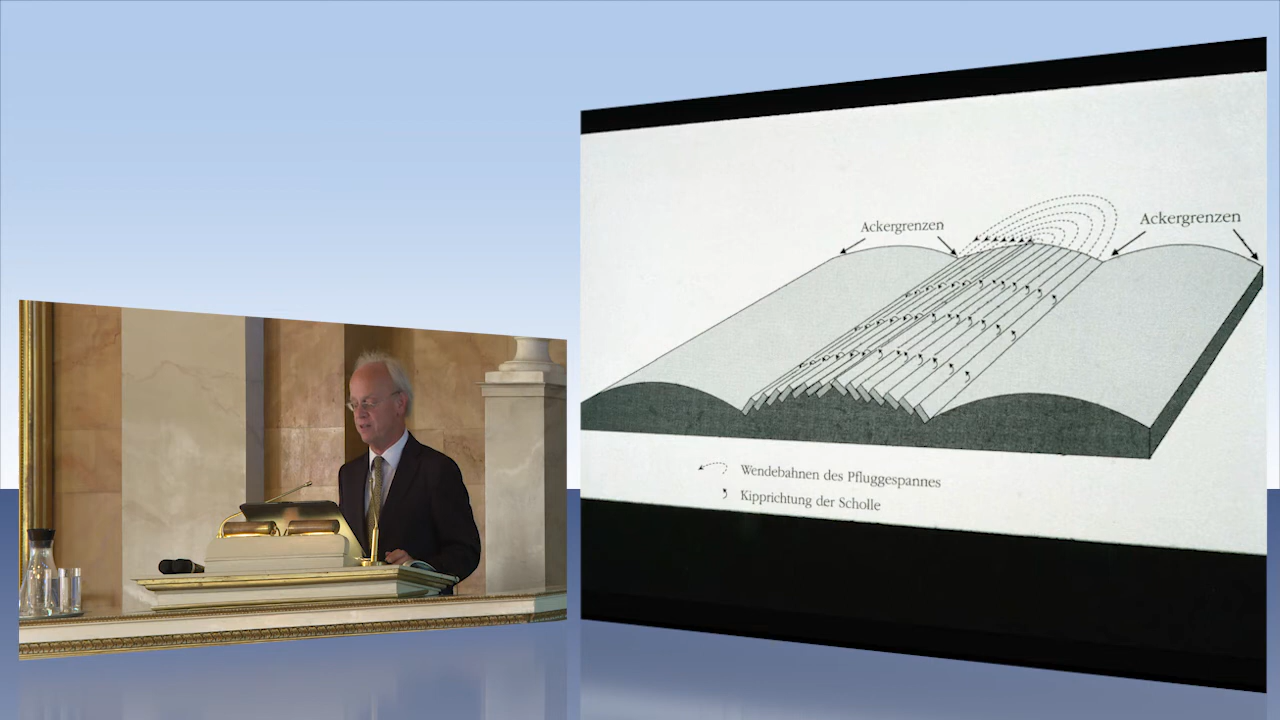 Ackergrenzen
Ackergrenzen
Wendebahnen des Pfluggespannes
Kipprichtung der Scholle